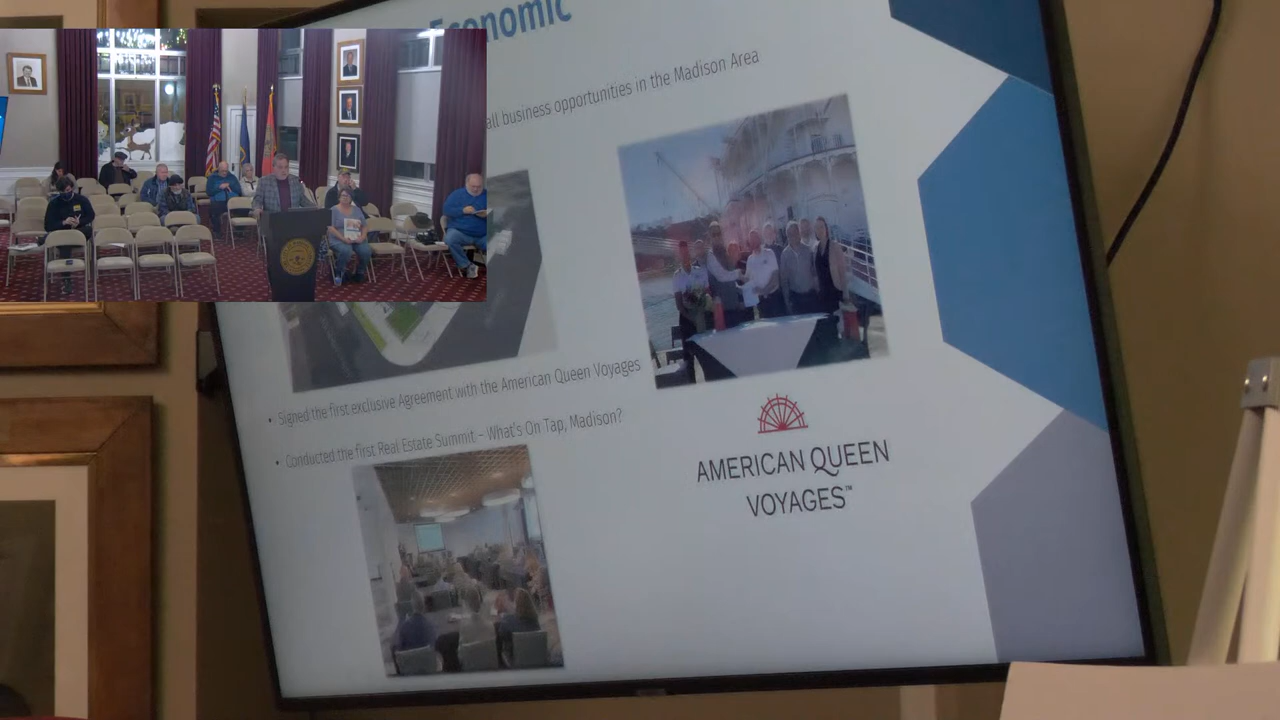 Economic
all business opportunities in the Madison Area
• Signed the first exclusive Agreement with the American Queen Voyages
• Conducted the first Real Estate Summit – What's On Tap, Madison?
AMERICAN QUEEN
VOYAGES™